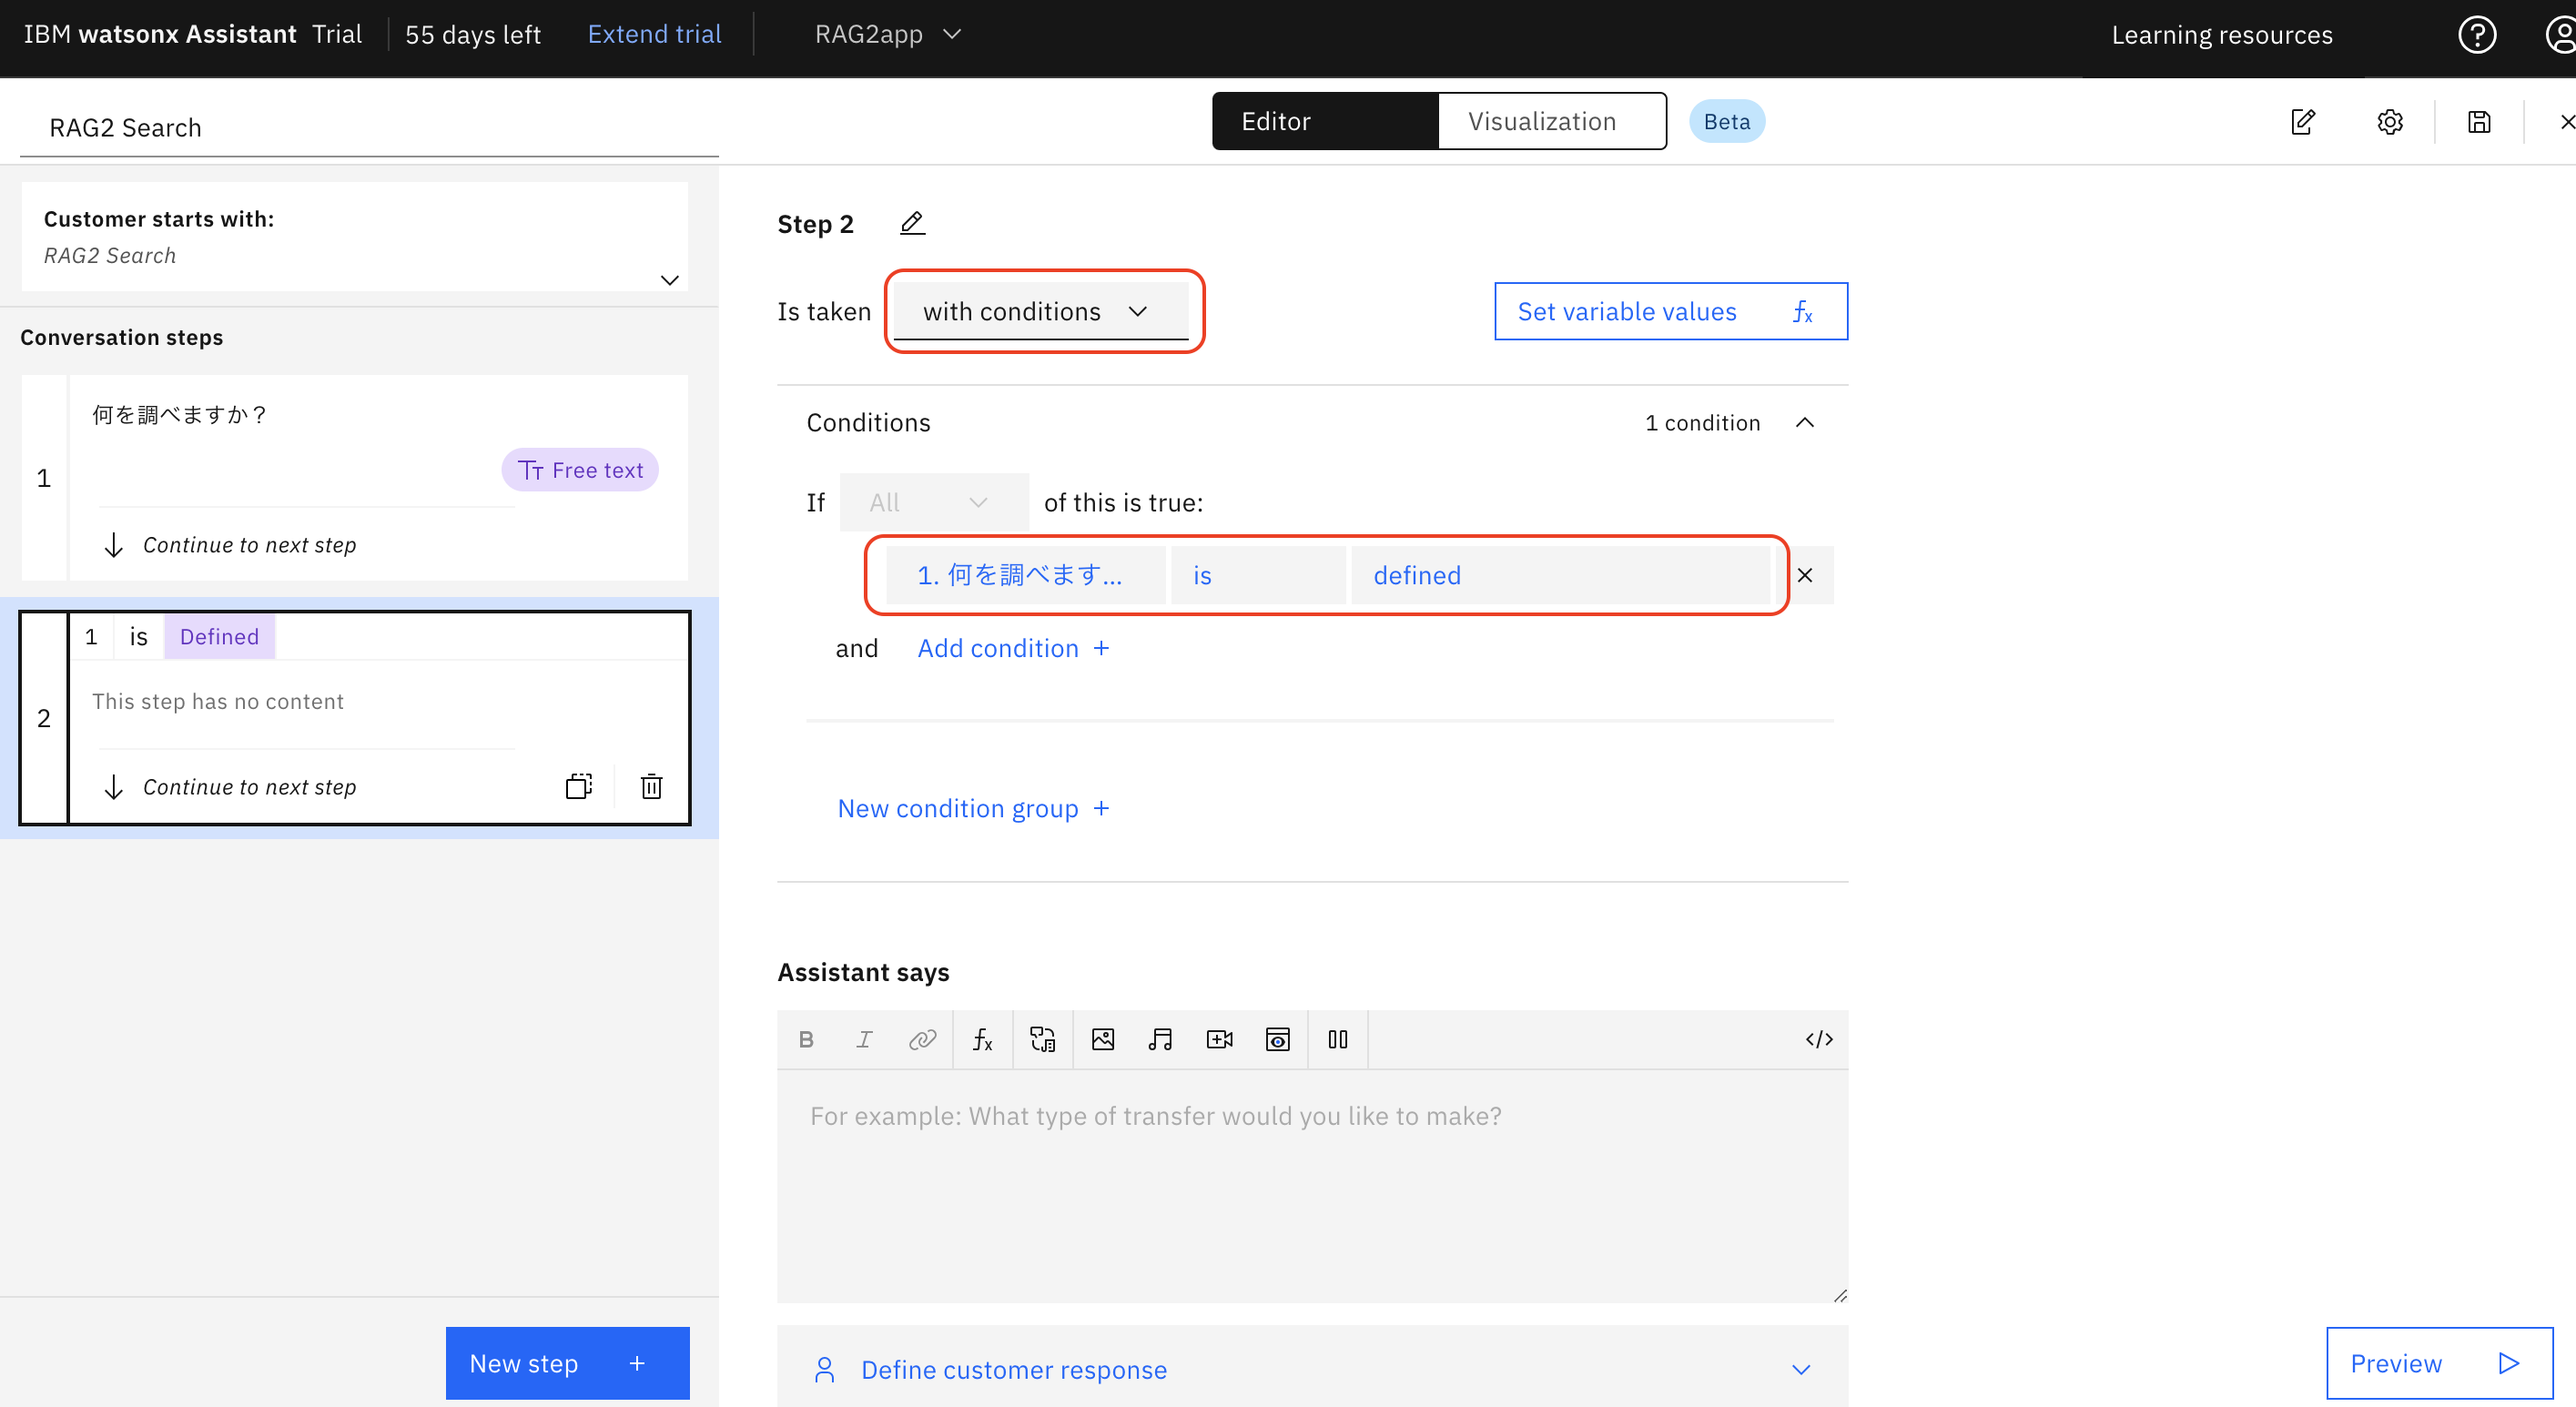 IBM watsonx Assistant Trial 55 days left Extend trial RAG2app Learning resources
RAG2 Search Editor Visualization Beta
Customer starts with:
RAG2 Search
Conversation steps
1
何を調べますか？
Free text
Continue to next step
2
1 is Defined
This step has no content
Continue to next step
New step +
Step 2
Is taken with conditions Set variable values fx
Conditions 1 condition
If All of this is true:
1. 何を調べます... is defined
and Add condition +
New condition group +
Assistant says
B I fx </>
For example: What type of transfer would you like to make?
Define customer response
Preview